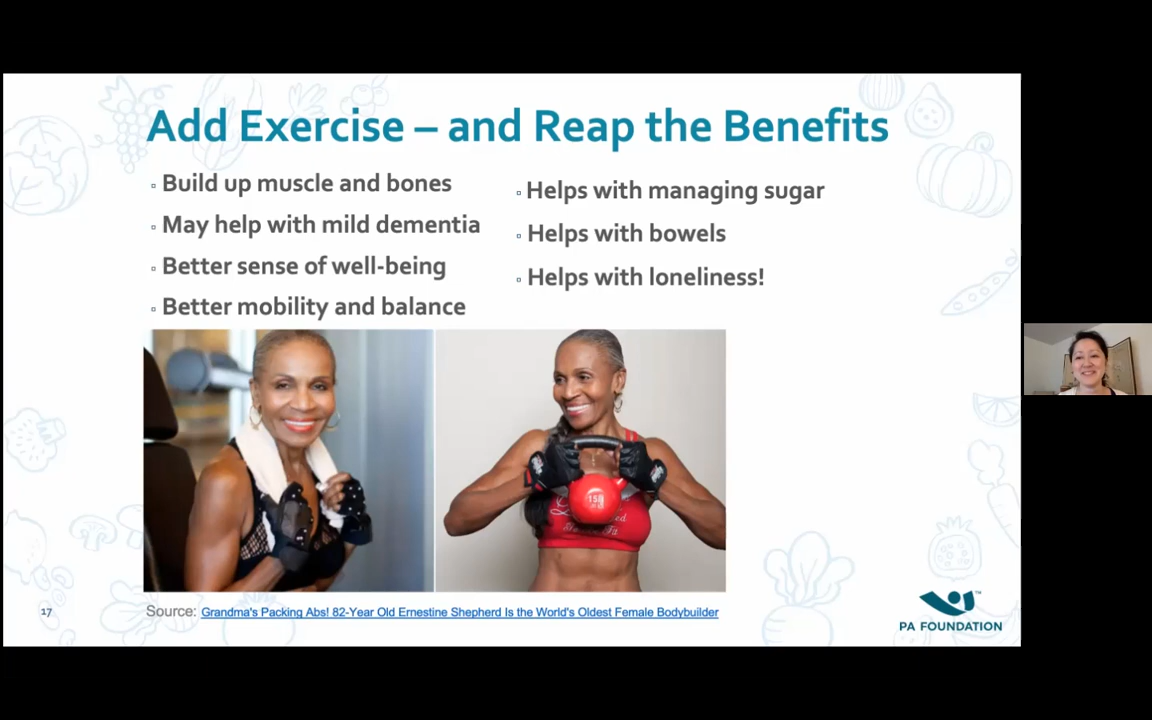 Add Exercise – and Reap the Benefits
Build up muscle and bones
May help with mild dementia
Better sense of well-being
Better mobility and balance
Helps with managing sugar
Helps with bowels
Helps with loneliness!
Source: Grandma's Packing Abs! 82-Year Old Ernestine Shepherd Is the World's Oldest Female Bodybuilder
17
PA FOUNDATION